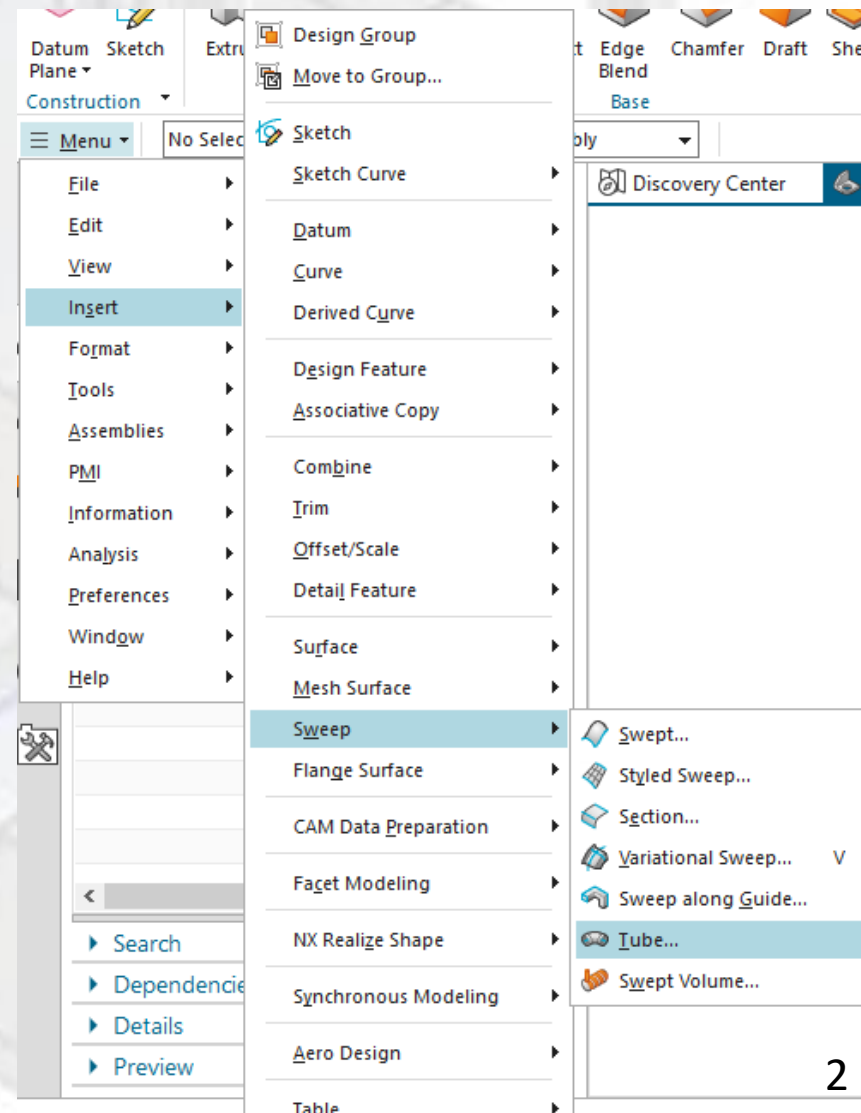 Datum Sketch
Plane
Construction
Edge
Blend
Chamfer Draft
Base
Menu
No Selec
Discovery Center
File
Edit
View
Insert
Format
Tools
Assemblies
PMI
Information
Analysis
Preferences
Window
Help
Design Group
Move to Group...
Sketch
Sketch Curve
Datum
Curve
Derived Curve
Design Feature
Associative Copy
Combine
Trim
Offset/Scale
Detail Feature
Surface
Mesh Surface
Sweep
Flange Surface
CAM Data Preparation
Facet Modeling
NX Realize Shape
Synchronous Modeling
Aero Design
Table
Swept...
Styled Sweep...
Section...
Variational Sweep... V
Sweep along Guide...
Tube...
Swept Volume...
Search
Dependencie
Details
Preview
2